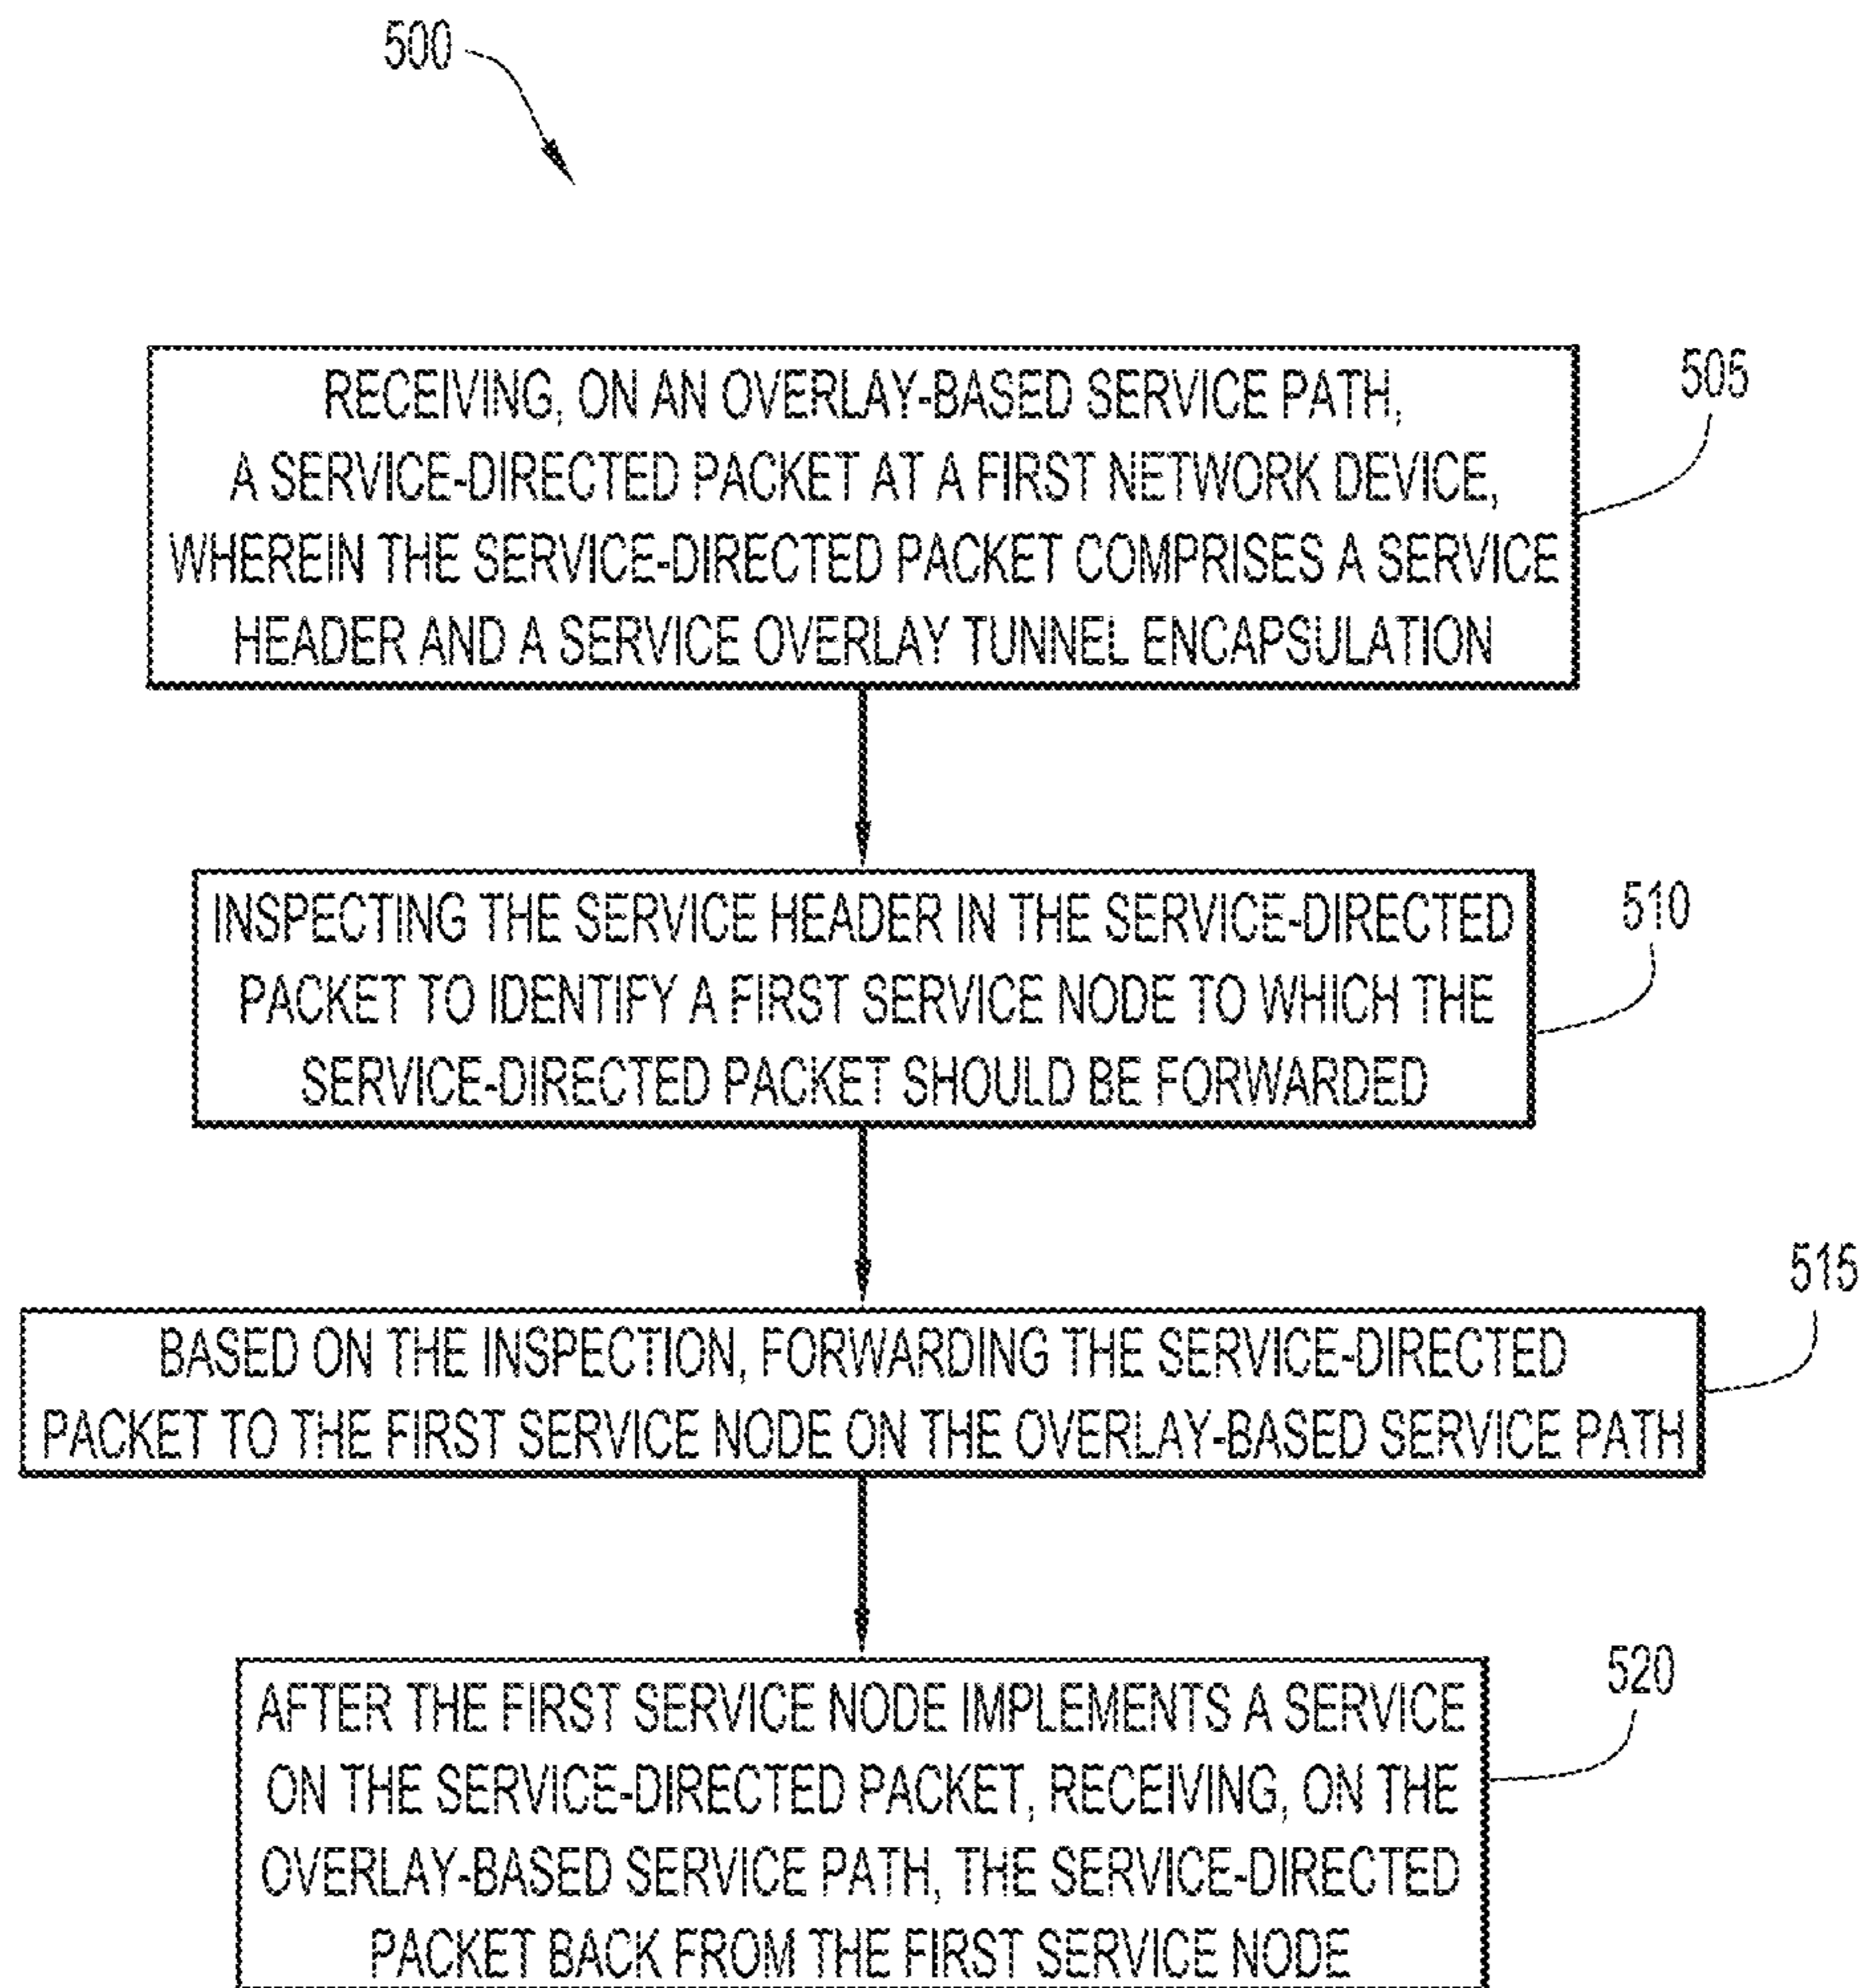 500
RECEIVING, ON AN OVERLAY-BASED SERVICE PATH,
A SERVICE-DIRECTED PACKET AT A FIRST NETWORK DEVICE,
WHEREIN THE SERVICE-DIRECTED PACKET COMPRISES A SERVICE
HEADER AND A SERVICE OVERLAY TUNNEL ENCAPSULATION
505
INSPECTING THE SERVICE HEADER IN THE SERVICE-DIRECTED
PACKET TO IDENTIFY A FIRST SERVICE NODE TO WHICH THE
SERVICE-DIRECTED PACKET SHOULD BE FORWARDED
510
BASED ON THE INSPECTION, FORWARDING THE SERVICE-DIRECTED
PACKET TO THE FIRST SERVICE NODE ON THE OVERLAY-BASED SERVICE PATH
515
AFTER THE FIRST SERVICE NODE IMPLEMENTS A SERVICE
ON THE SERVICE-DIRECTED PACKET, RECEIVING, ON THE
OVERLAY-BASED SERVICE PATH, THE SERVICE-DIRECTED
PACKET BACK FROM THE FIRST SERVICE NODE
520